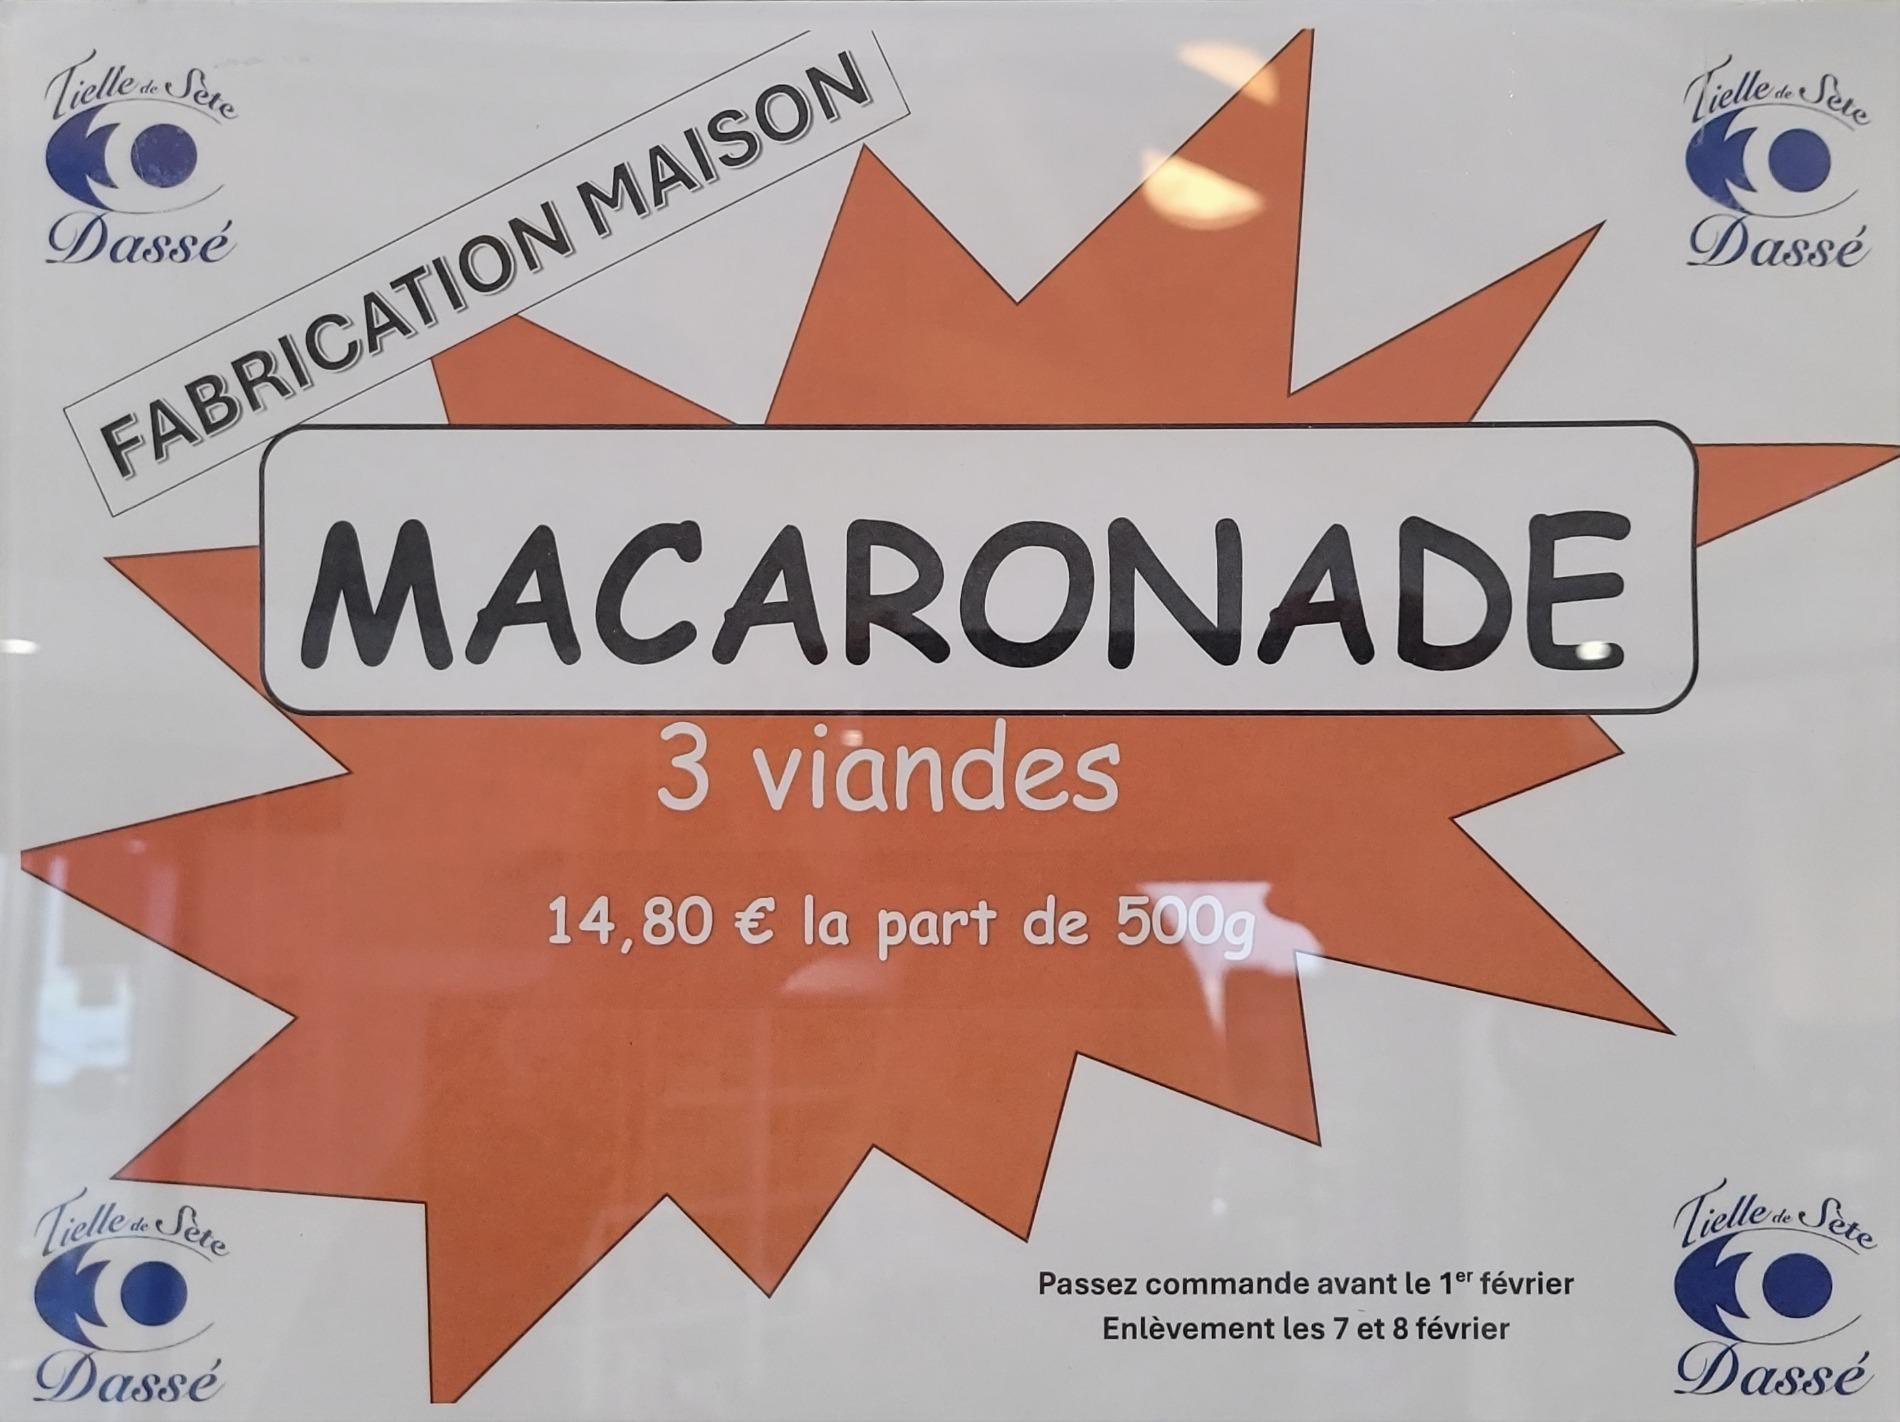 Tielle de Sète
Dassé
Tielle de Sète
Dassé
FABRICATION MAISON
MACARONADE
3 viandes
14,80 € la part de 500g
Passez commande avant le 1er février
Enlèvement les 7 et 8 février
Tielle de Sète
Dassé
Tielle de Sète
Dassé